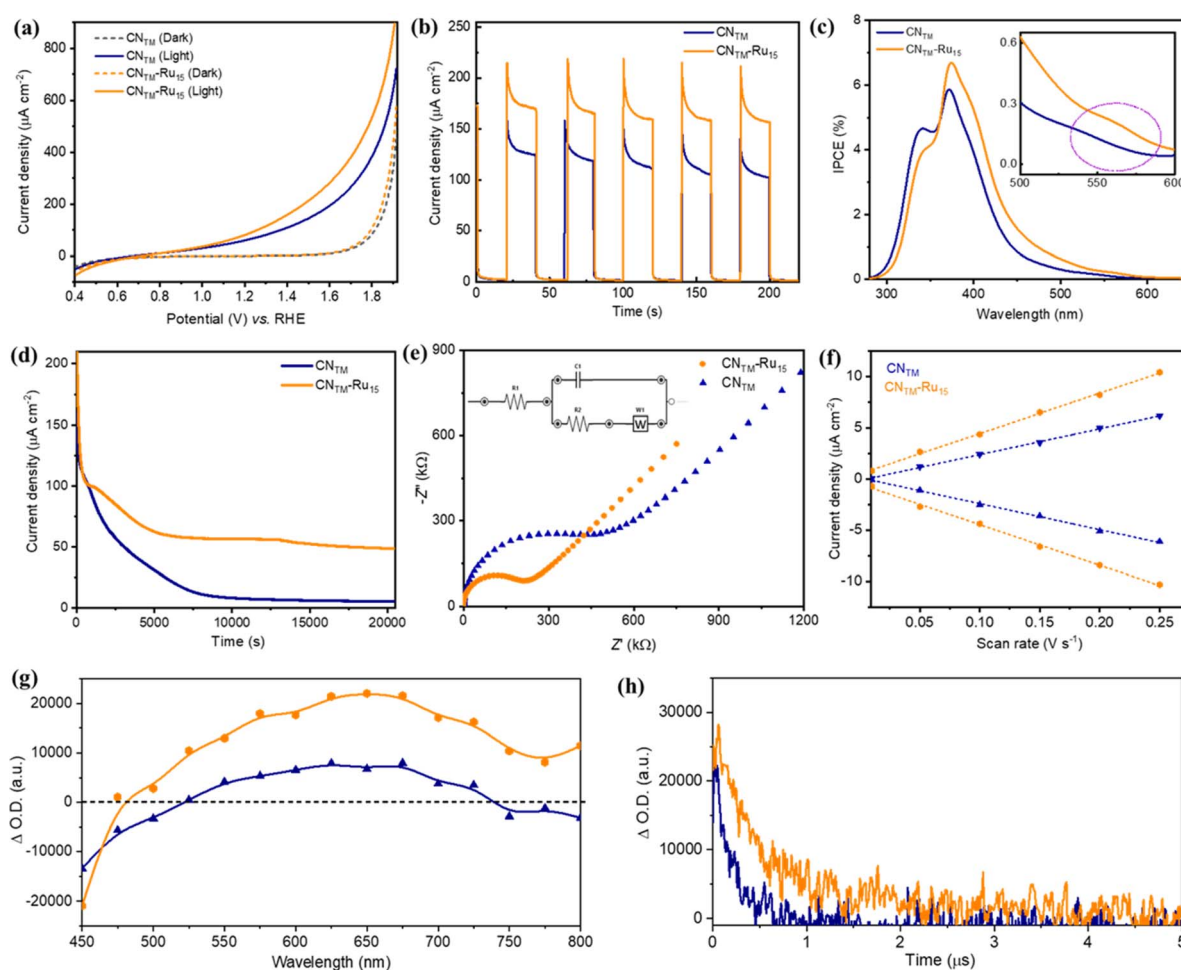 (a)
CN_TM (Dark)
CN_TM (Light)
CN_TM-Ru_15 (Dark)
CN_TM-Ru_15 (Light)
Current density (µA cm⁻²)
800
600
400
200
0
0.4 0.6 0.8 1.0 1.2 1.4 1.6 1.8
Potential (V) vs. RHE
(b)
CN_TM
CN_TM-Ru_15
Current density (µA cm⁻²)
250
200
150
100
50
0
0 50 100 150 200
Time (s)
(c)
CN_TM
CN_TM-Ru_15
IPCE (%)
8
6
4
2
0
300 400 500 600
Wavelength (nm)
0.6
0.3
0.0
500 550 600
(d)
CN_TM
CN_TM-Ru_15
Current density (µA cm⁻²)
200
150
100
50
0
0 5000 10000 15000 20000
Time (s)
(e)
CN_TM-Ru_15
CN_TM
R1
C1
R2
W1
W
-Z'' (kΩ)
900
600
300
0
0 300 600 900 1200
Z' (kΩ)
(f)
CN_TM
CN_TM-Ru_15
Current density (µA cm⁻²)
10
5
0
-5
-10
0.05 0.10 0.15 0.20 0.25
Scan rate (V s⁻¹)
(g)
Δ O.D. (a.u.)
20000
10000
0
-10000
-20000
450 500 550 600 650 700 750 800
Wavelength (nm)
(h)
Δ O.D. (a.u.)
30000
20000
10000
0
0 1 2 3 4 5
Time (µs)